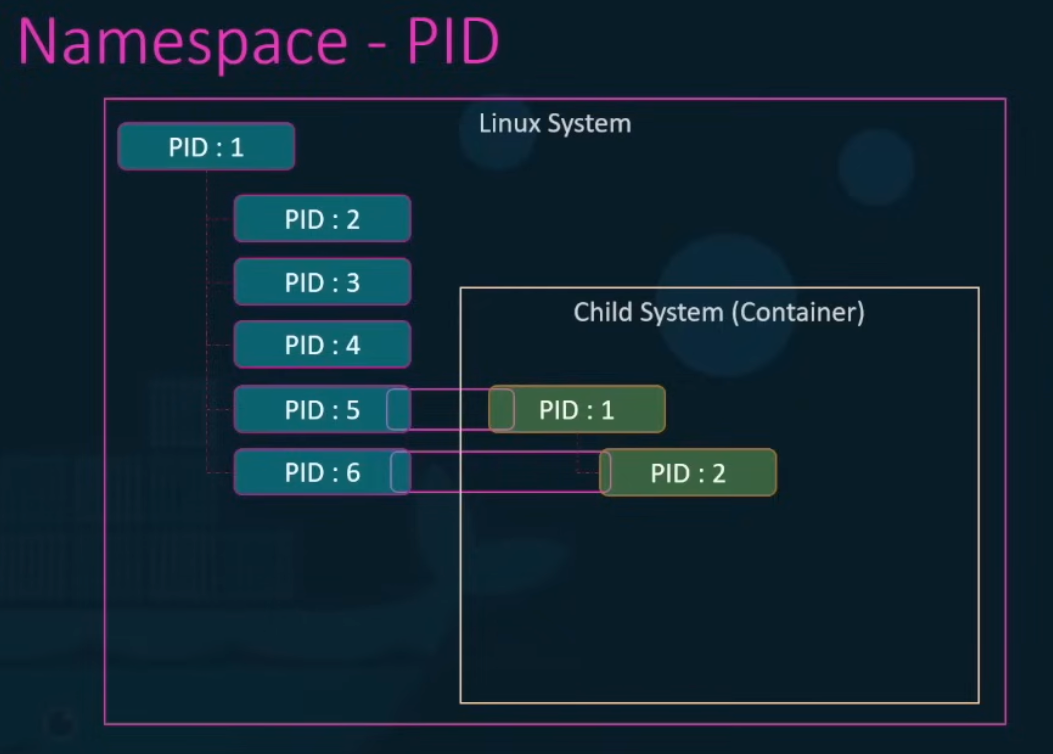 Namespace - PID
Linux System
PID : 1
PID : 2
PID : 3
Child System (Container)
PID : 4
PID : 5
PID : 1
PID : 6
PID : 2